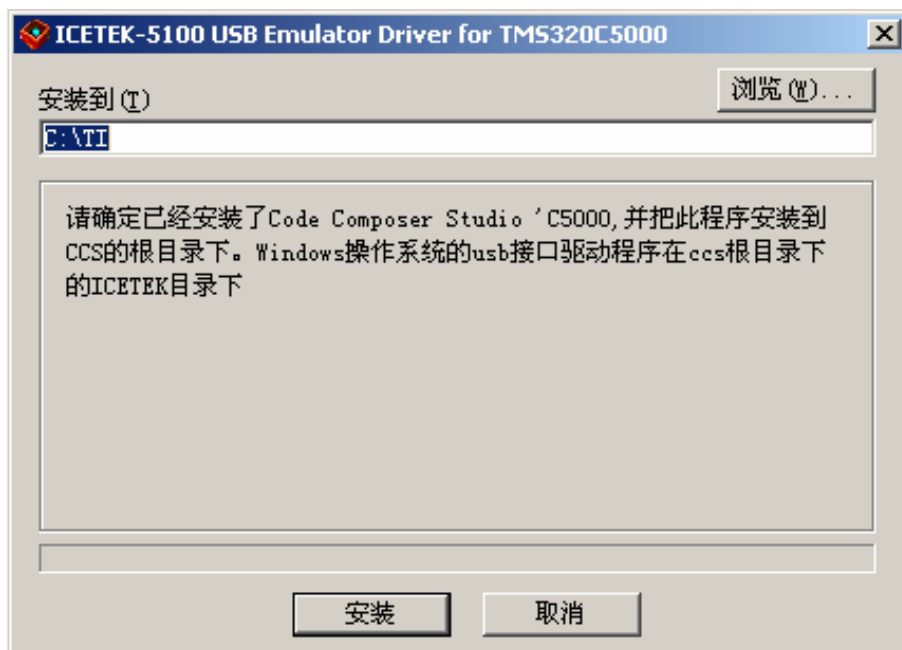 ICETEK-5100 USB Emulator Driver for TMS320C5000
安装到(T)
浏览(W)...
C:\TI
请确定已经安装了Code Composer Studio 'C5000,并把此程序安装到
CCS的根目录下。Windows操作系统的usb接口驱动程序在ccs根目录下
的ICETEK目录下
安装
取消